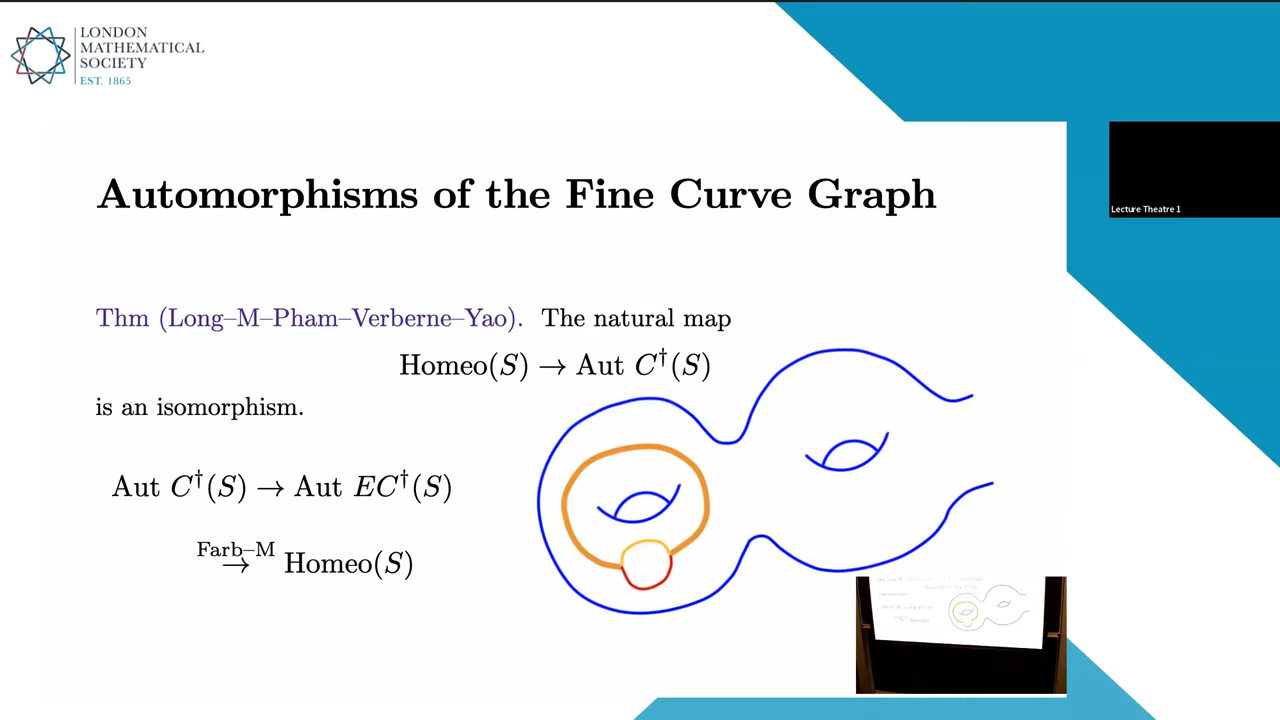 LONDON
MATHEMATICAL
SOCIETY
EST. 1865
Automorphisms of the Fine Curve Graph
Lecture Theatre 1
Thm (Long–M–Pham–Verberne–Yao). The natural map
Homeo(S) → Aut C†(S)
is an isomorphism.
Aut C†(S) → Aut EC†(S)
Farb–M
→ Homeo(S)